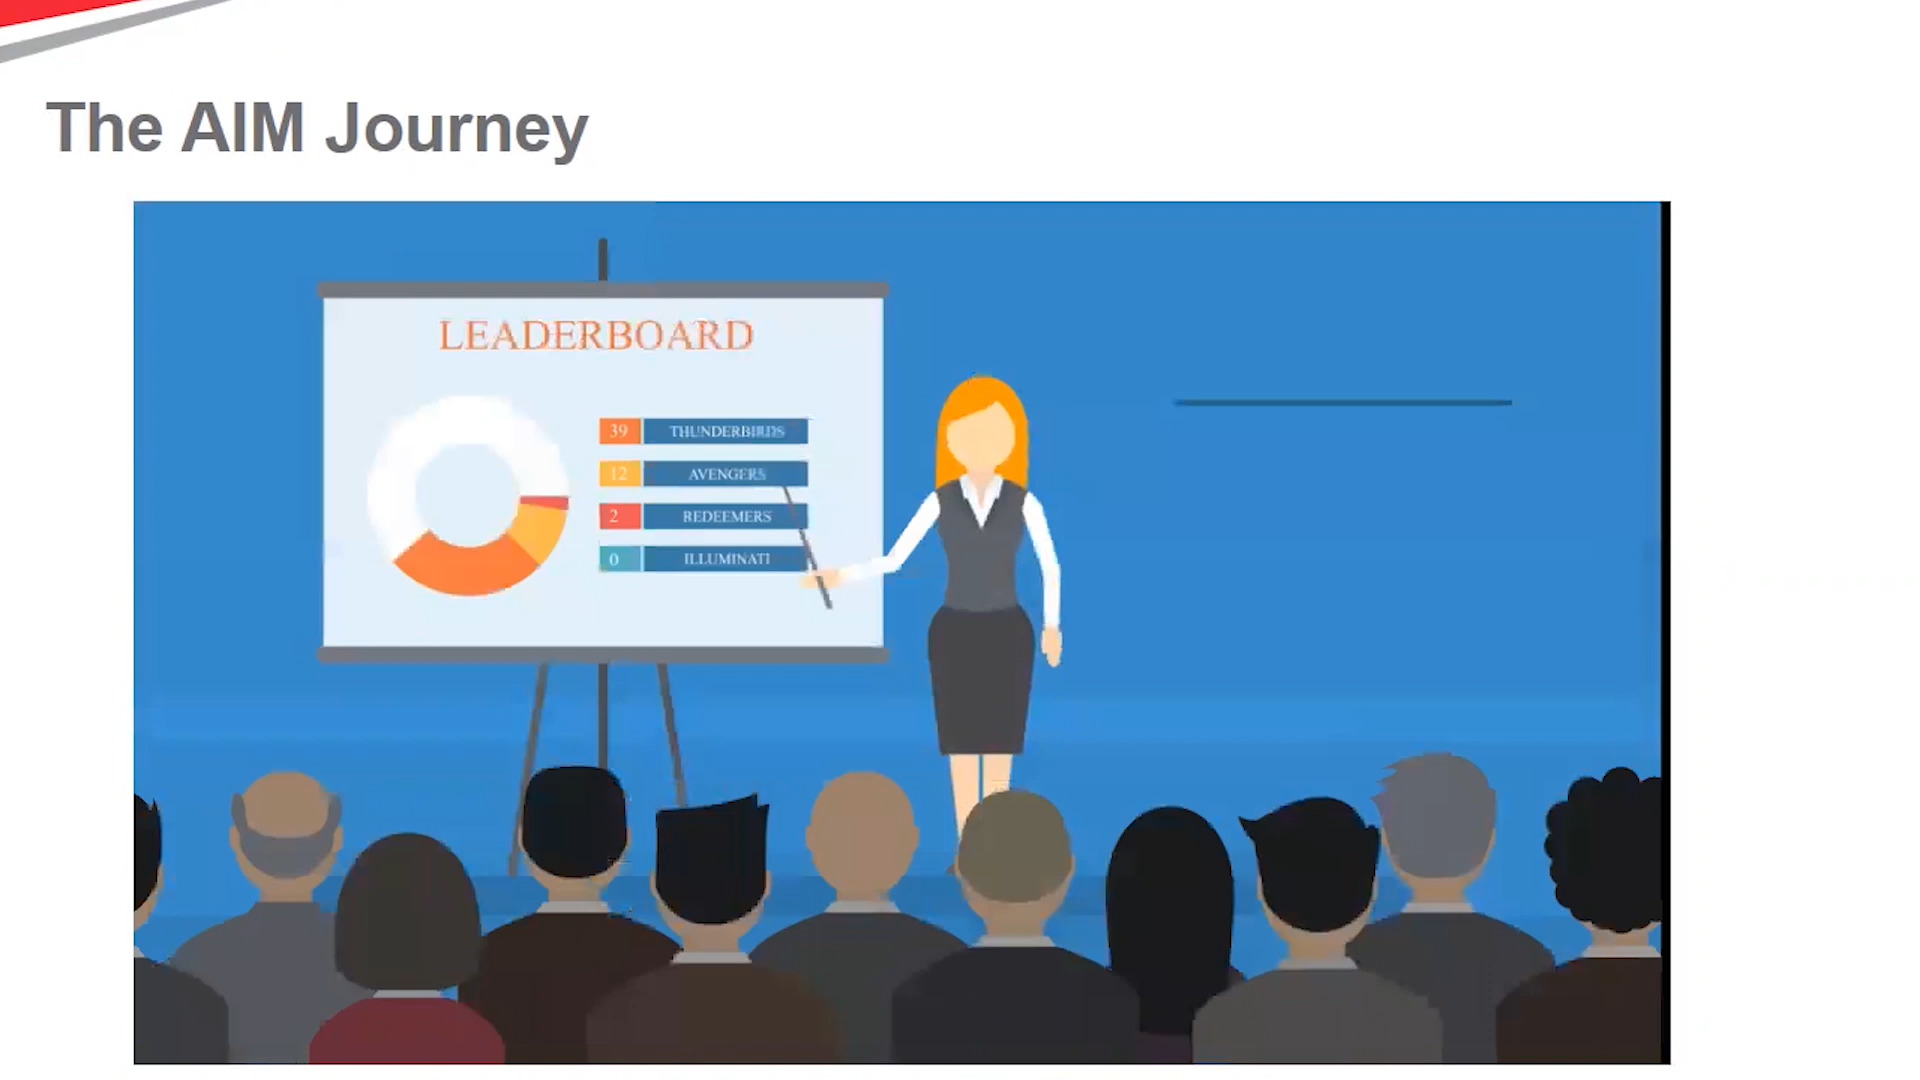 The AIM Journey
LEADERBOARD
39 THUNDERBIRDS
12 AVENGERS
2 REDEEMERS
0 ILLUMINATI